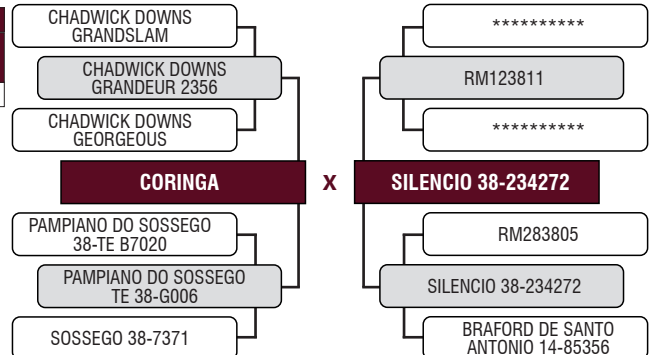 CHADWICK DOWNS
GRANDSLAM
CHADWICK DOWNS
GRANDEUR 2356
CHADWICK DOWNS
GEORGEOUS
CORINGA
PAMPIANO DO SOSSEGO
38-TE B7020
PAMPIANO DO SOSSEGO
TE 38-G006
SOSSEGO 38-7371
X
**********
RM123811
**********
SILENCIO 38-234272
RM283805
SILENCIO 38-234272
BRAFORD DE SANTO
ANTONIO 14-85356